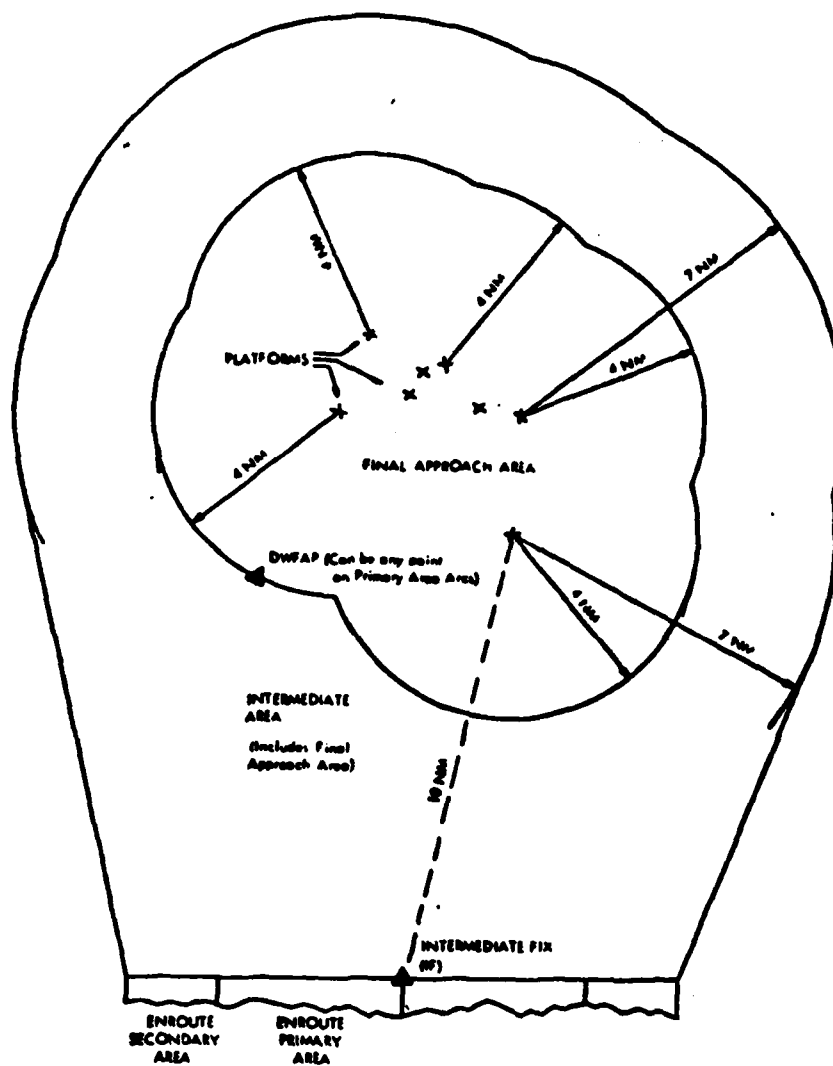 4 NM
4 NM
7 NM
4 NM
PLATFORMS
4 NM
FINAL APPROACH AREA
DWFAP (Can be any point
on Primary Area Area)
4 NM
7 NM
INTERMEDIATE
AREA
(Includes Final
Approach Area)
10 NM
INTERMEDIATE FIX
(IF)
ENROUTE
SECONDARY
AREA
ENROUTE
PRIMARY
AREA